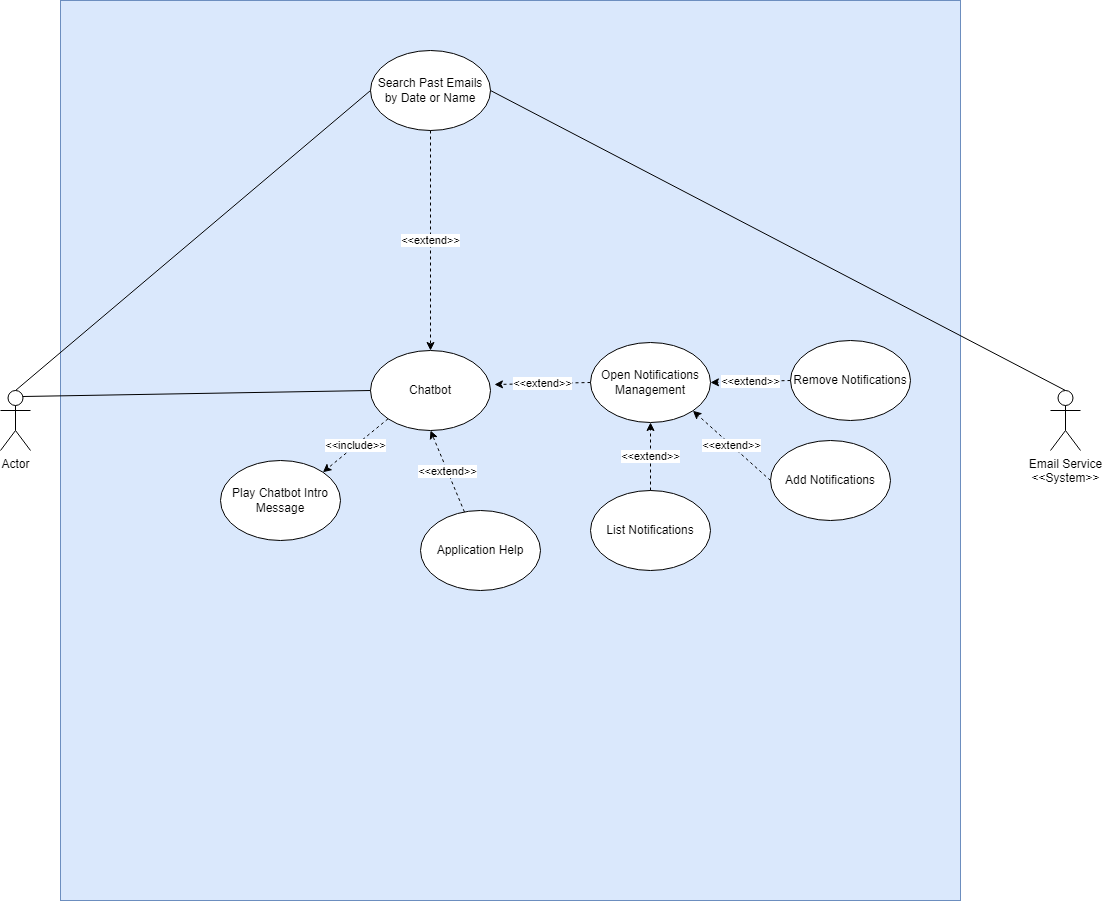 Search Past Emails
by Date or Name
<<extend>>
Chatbot
<<extend>>
Open Notifications
Management
<<extend>>
Remove Notifications
<<include>>
<<extend>>
<<extend>>
<<extend>>
Actor
Email Service
<<System>>
Play Chatbot Intro
Message
Add Notifications
List Notifications
Application Help